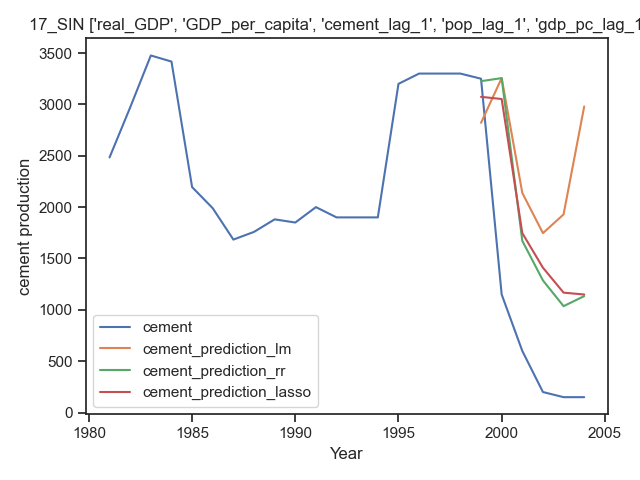 17_SIN ['real_GDP', 'GDP_per_capita', 'cement_lag_1', 'pop_lag_1', 'gdp_pc_lag_1
3500
3000
2500
2000
1500
1000
500
0
cement production
cement
cement_prediction_lm
cement_prediction_rr
cement_prediction_lasso
1980 1985 1990 1995 2000 2005
Year